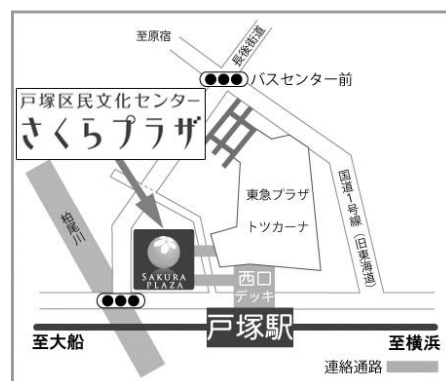 至原宿
長後街道
バスセンター前
戸塚区民文化センター
さくらプラザ
柏尾川
東急プラザ
トツカーナ
国道1号線(旧東海道)
SAKURA
PLAZA
西口
デッキ
戸塚駅
至大船
至横浜
連絡通路